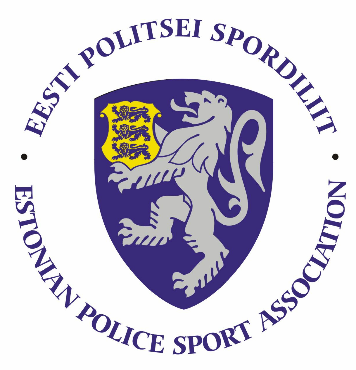 EESTI POLITSEI SPORDILIIT
ESTONIAN POLICE SPORT ASSOCIATION